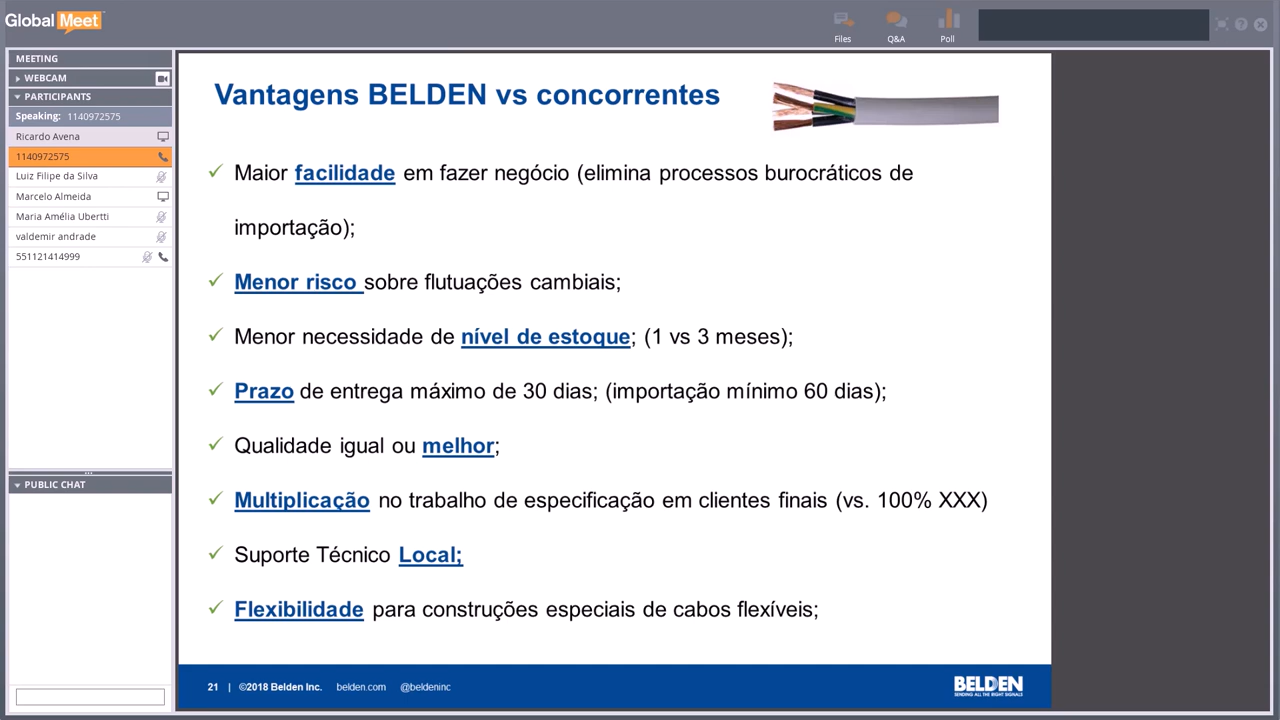 Global Meet
Files
Q&A
Poll
MEETING
WEBCAM
PARTICIPANTS
Speaking: 1140972575
Ricardo Avena
1140972575
Luiz Filipe da Silva
Marcelo Almeida
Maria Amélia Ubertti
valdemir andrade
551121414999
PUBLIC CHAT
Vantagens BELDEN vs concorrentes
✓ Maior facilidade em fazer negócio (elimina processos burocráticos de
importação);
✓ Menor risco sobre flutuações cambiais;
✓ Menor necessidade de nível de estoque; (1 vs 3 meses);
✓ Prazo de entrega máximo de 30 dias; (importação mínimo 60 dias);
✓ Qualidade igual ou melhor;
✓ Multiplicação no trabalho de especificação em clientes finais (vs. 100% XXX)
✓ Suporte Técnico Local;
✓ Flexibilidade para construções especiais de cabos flexíveis;
21 | ©2018 Belden Inc. belden.com @beldeninc
BELDEN
SENDING ALL THE RIGHT SIGNALS